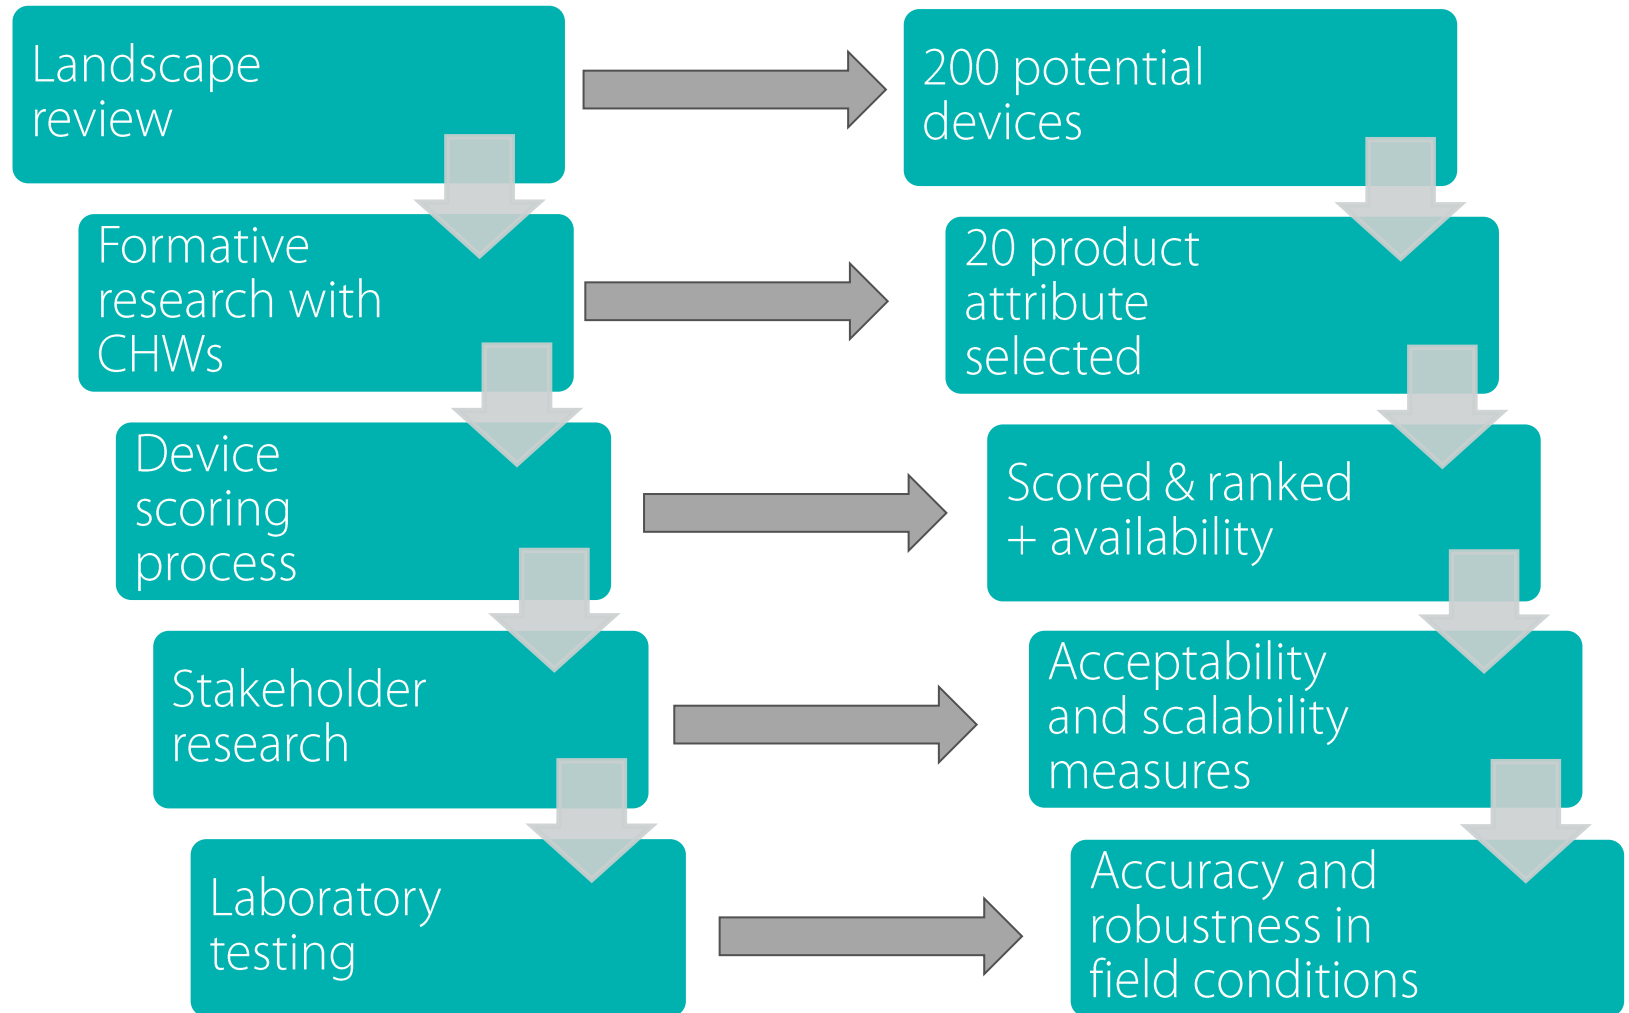 Landscape
review
200 potential
devices
Formative
research with
CHWs
20 product
attribute
selected
Device
scoring
process
Scored & ranked
+ availability
Stakeholder
research
Acceptability
and scalability
measures
Laboratory
testing
Accuracy and
robustness in
field conditions